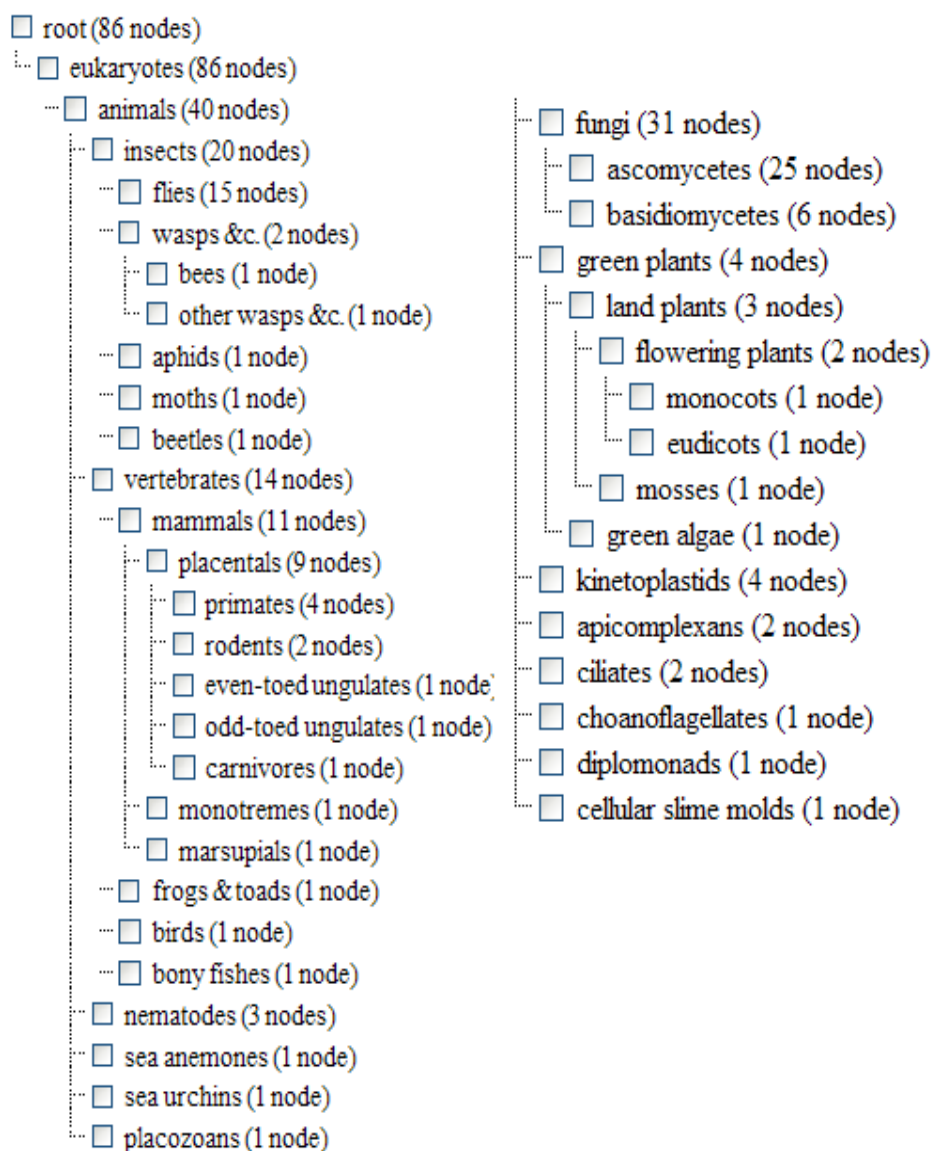 root (86 nodes)
eukaryotes (86 nodes)
animals (40 nodes)
insects (20 nodes)
flies (15 nodes)
wasps &c. (2 nodes)
bees (1 node)
other wasps &c. (1 node)
aphids (1 node)
moths (1 node)
beetles (1 node)
vertebrates (14 nodes)
mammals (11 nodes)
placentals (9 nodes)
primates (4 nodes)
rodents (2 nodes)
even-toed ungulates (1 node)
odd-toed ungulates (1 node)
carnivores (1 node)
monotremes (1 node)
marsupials (1 node)
frogs & toads (1 node)
birds (1 node)
bony fishes (1 node)
nematodes (3 nodes)
sea anemones (1 node)
sea urchins (1 node)
placozoans (1 node)
fungi (31 nodes)
ascomycetes (25 nodes)
basidiomycetes (6 nodes)
green plants (4 nodes)
land plants (3 nodes)
flowering plants (2 nodes)
monocots (1 node)
eudicots (1 node)
mosses (1 node)
green algae (1 node)
kinetoplastids (4 nodes)
apicomplexans (2 nodes)
ciliates (2 nodes)
choanoflagellates (1 node)
diplomonads (1 node)
cellular slime molds (1 node)